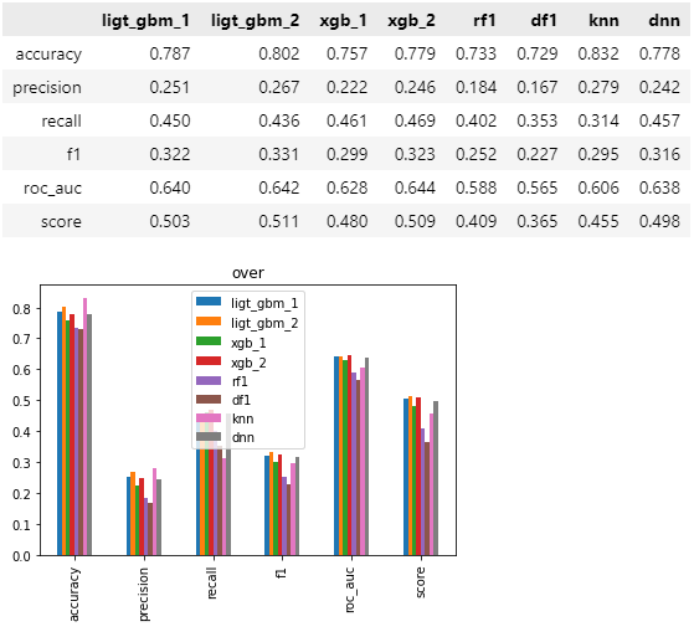 ligt_gbm_1 ligt_gbm_2 xgb_1 xgb_2 rf1 df1 knn dnn
accuracy 0.787 0.802 0.757 0.779 0.733 0.729 0.832 0.778
precision 0.251 0.267 0.222 0.246 0.184 0.167 0.279 0.242
recall 0.450 0.436 0.461 0.469 0.402 0.353 0.314 0.457
f1 0.322 0.331 0.299 0.323 0.252 0.227 0.295 0.316
roc_auc 0.640 0.642 0.628 0.644 0.588 0.565 0.606 0.638
score 0.503 0.511 0.480 0.509 0.409 0.365 0.455 0.498
over
ligt_gbm_1
ligt_gbm_2
xgb_1
xgb_2
rf1
df1
knn
dnn
0.8
0.7
0.6
0.5
0.4
0.3
0.2
0.1
0.0
accuracy
precision
recall
f1
roc_auc
score